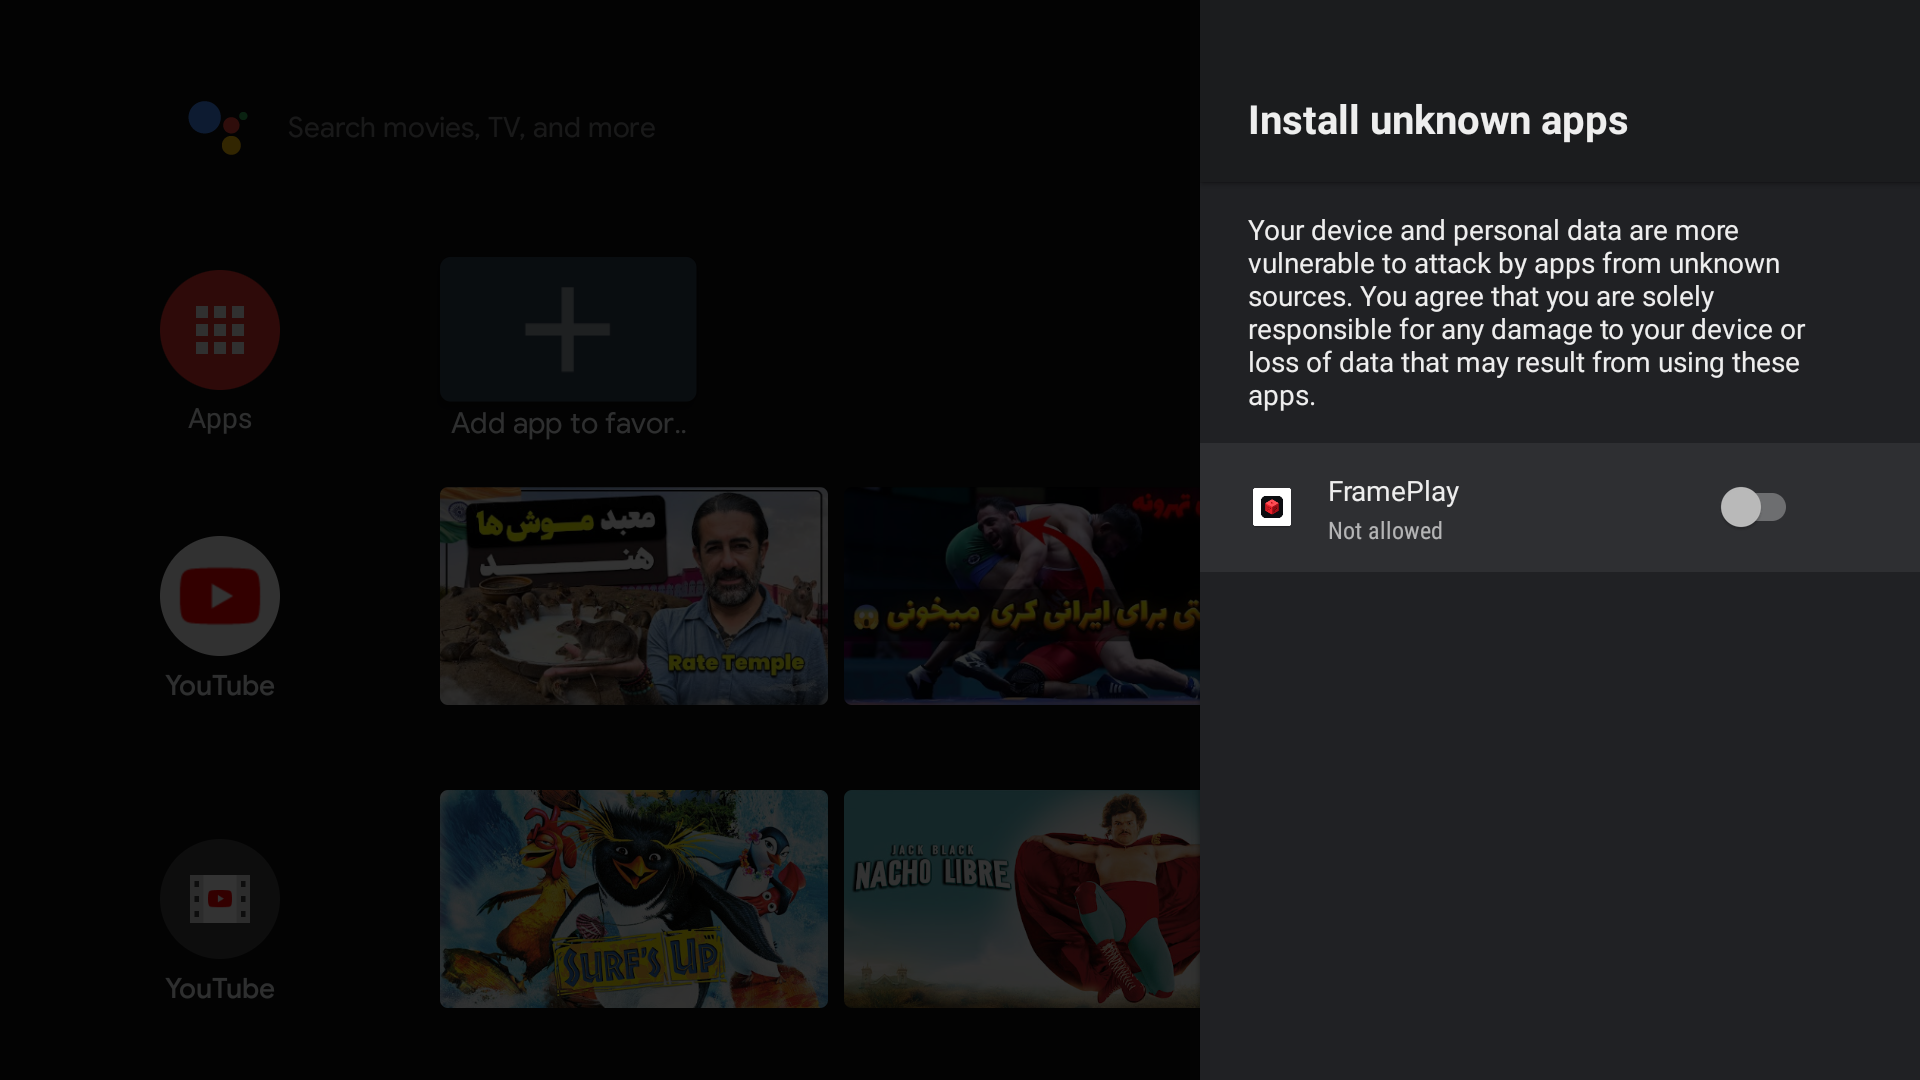 Search movies, TV, and more
Install unknown apps
Your device and personal data are more
vulnerable to attack by apps from unknown
sources. You agree that you are solely
responsible for any damage to your device or
loss of data that may result from using these
apps.
FramePlay
Not allowed
Apps
Add app to favor..
YouTube
معبد موش‌ها
هند
Rate Temple
تی برای ایرانی کری میخونی
YouTube
SURF'S UP
JACK BLACK
NACHO LIBRE